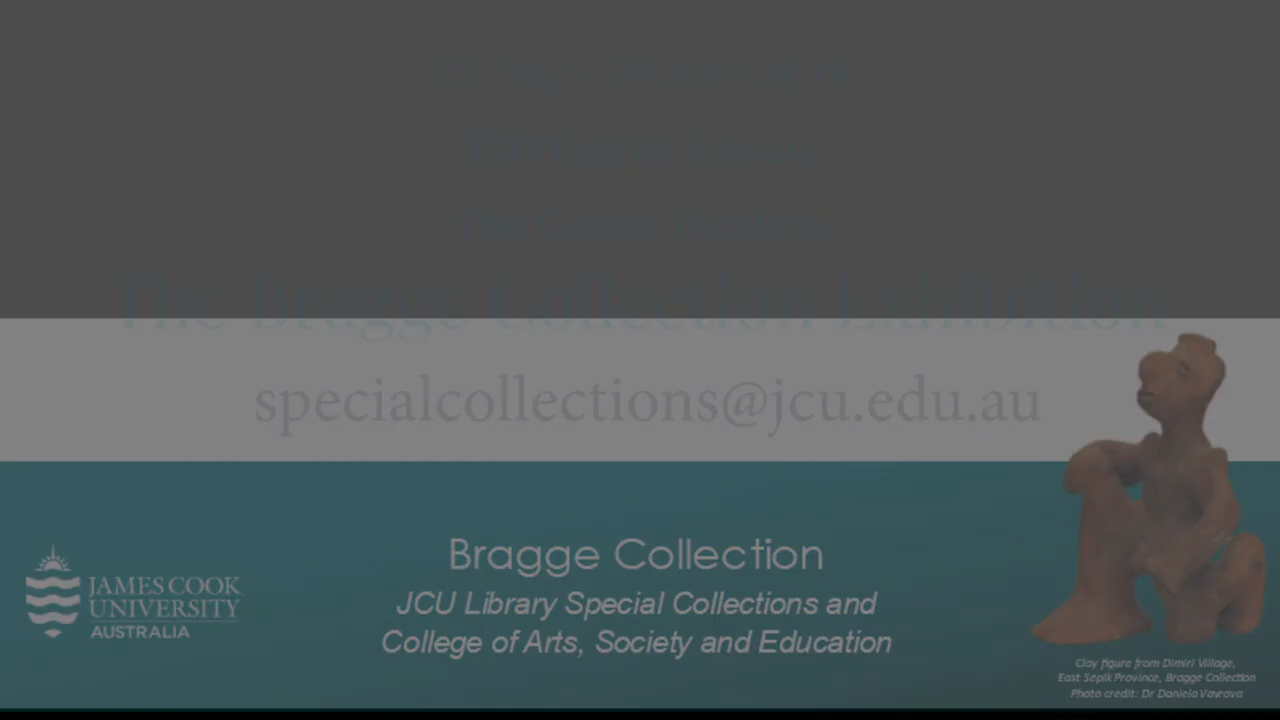 The Bragge Collection Exhibition
specialcollections@jcu.edu.au
JAMES COOK
UNIVERSITY
AUSTRALIA
Bragge Collection
JCU Library Special Collections and
College of Arts, Society and Education
Clay figure from Dimiri Village,
East Sepik Province, Bragge Collection
Photo credit: Dr Daniela Vavrova